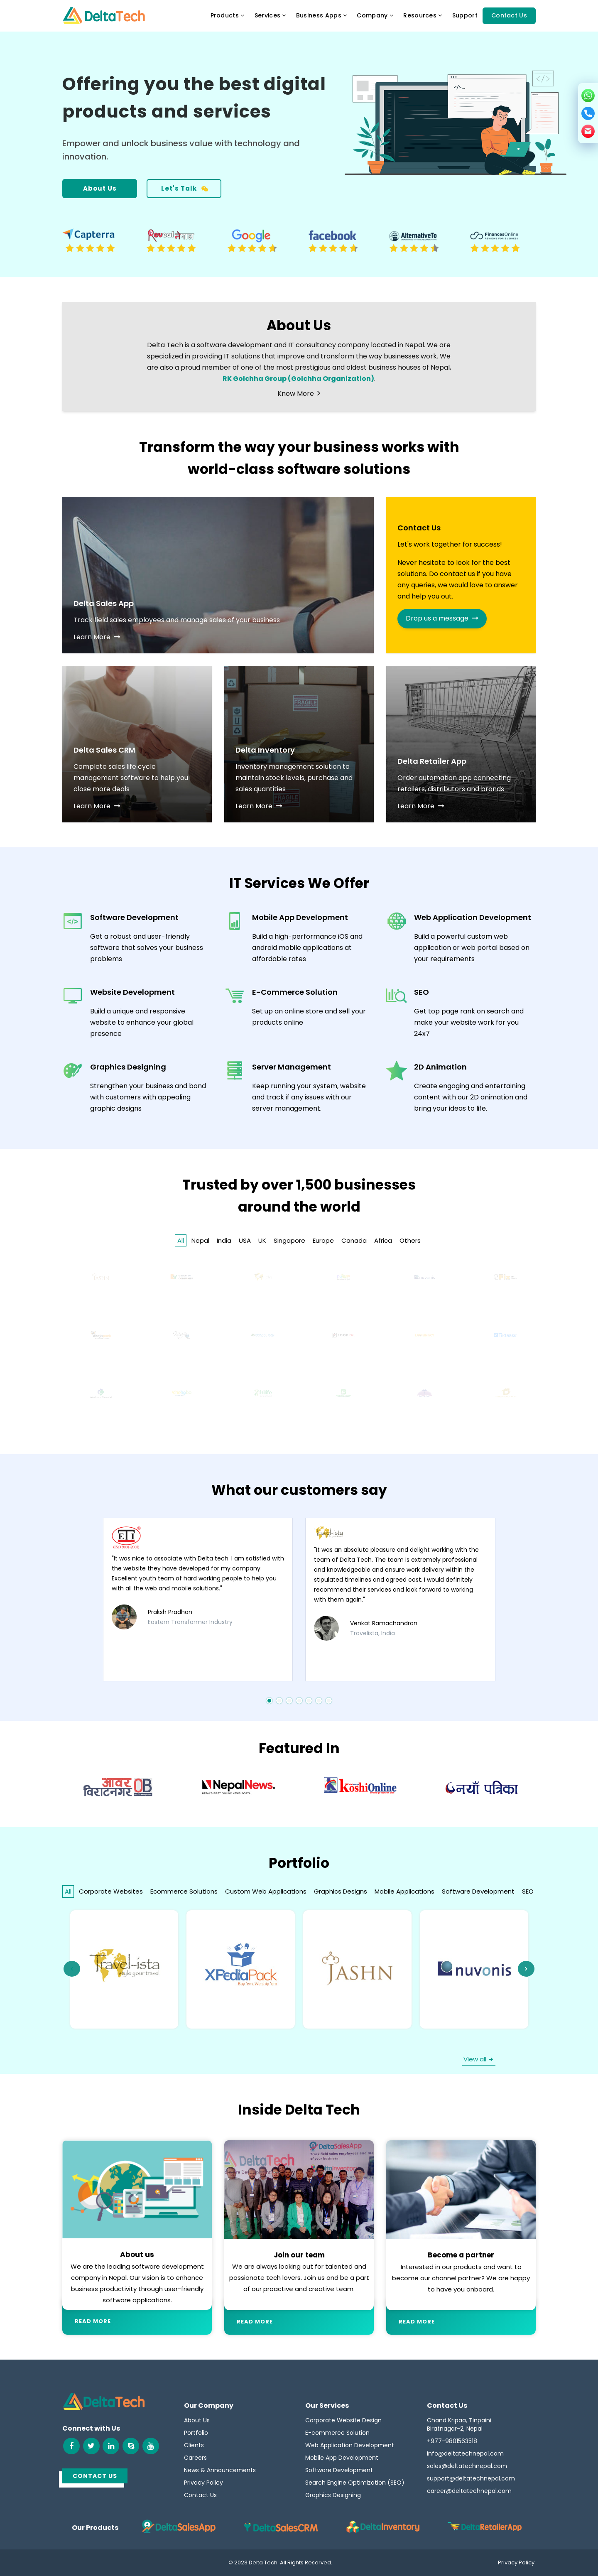 DeltaTech
Products
Services
Business Apps
Company
Resources
Support
Contact Us
Offering you the best digital
products and services
Empower and unlock business value with technology and
innovation.
About Us
Let's Talk
Capterra
Google
facebook
AlternativeTo
FinancesOnline
About Us
Delta Tech is a software development and IT consultancy company located in Nepal. We are
specialized in providing IT solutions that improve and transform the way businesses work. We
are also a proud member of one of the most prestigious and oldest business houses of Nepal,
RK Golchha Group (Golchha Organization).
Know More
Transform the way your business works with
world-class software solutions
Delta Sales App
Track field sales employees and manage sales of your business
Learn More
Contact Us
Let's work together for success!
Never hesitate to look for the best
solutions. Do contact us if you have
any queries, we would love to answer
and help you out.
Drop us a message
Delta Sales CRM
Complete sales life cycle
management software to help you
close more deals
Learn More
FRAGILE
Delta Inventory
Inventory management solution to
maintain stock levels, purchase and
sales quantities
Learn More
Delta Retailer App
Order automation app connecting
retailers, distributors and brands
Learn More
IT Services We Offer
Software Development
Get a robust and user-friendly
software that solves your business
problems
Mobile App Development
Build a high-performance iOS and
android mobile applications at
affordable rates
Web Application Development
Build a powerful custom web
application or web portal based on
your requirements
Website Development
Build a unique and responsive
website to enhance your global
presence
E-Commerce Solution
Set up an online store and sell your
products online
SEO
Get top page rank on search and
make your website work for you
24x7
Graphics Designing
Strengthen your business and bond
with customers with appealing
graphic designs
Server Management
Keep running your system, website
and track if any issues with our
server management.
2D Animation
Create engaging and entertaining
content with our 2D animation and
bring your ideas to life.
Trusted by over 1,500 businesses
around the world
All
Nepal
India
USA
UK
Singapore
Europe
Canada
Africa
Others
What our customers say
ETI
"It was nice to associate with Delta tech. I am satisfied with
the website they have developed for my company.
Excellent youth team of hard working people to help you
with all the web and mobile solutions."
Praksh Pradhan
Eastern Transformer Industry
Travel-ista
"It was an absolute pleasure and delight working with the
team of Delta Tech. The team is extremely professional
and knowledgeable and ensure work delivery within the
stipulated timelines and agreed cost. I would definitely
recommend their services and look forward to working
with them again."
Venkat Ramachandran
Travelista, India
Featured In
आवर
विराटनगर OB
NepalNews.
KoshiOnline
नयाँ पत्रिका
Portfolio
All
Corporate Websites
Ecommerce Solutions
Custom Web Applications
Graphics Designs
Mobile Applications
Software Development
SEO
Travel-ista
style your travel
XPediaPack
JASHN
nuvonis
View all
Inside Delta Tech
DeltaTech
DeltaSalesApp
About us
We are the leading software development
company in Nepal. Our vision is to enhance
business productivity through user-friendly
software applications.
READ MORE
Join our team
We are always looking out for talented and
passionate tech lovers. Join us and be a part
of our proactive and creative team.
READ MORE
Become a partner
Interested in our products and want to
become our channel partner? We are happy
to have you onboard.
READ MORE
DeltaTech
Connect with Us
CONTACT US
Our Company
About Us
Portfolio
Clients
Careers
News & Announcements
Privacy Policy
Contact Us
Our Services
Corporate Website Design
E-commerce Solution
Web Application Development
Mobile App Development
Software Development
Search Engine Optimization (SEO)
Graphics Designing
Contact Us
Chand Kripaa, Tinpaini
Biratnagar-2, Nepal
+977-9801563518
info@deltatechnepal.com
sales@deltatechnepal.com
support@deltatechnepal.com
career@deltatechnepal.com
Our Products
DeltaSalesApp
DeltaSalesCRM
DeltaInventory
DeltaRetailerApp
© 2023 Delta Tech. All Rights Reserved.
Privacy Policy.